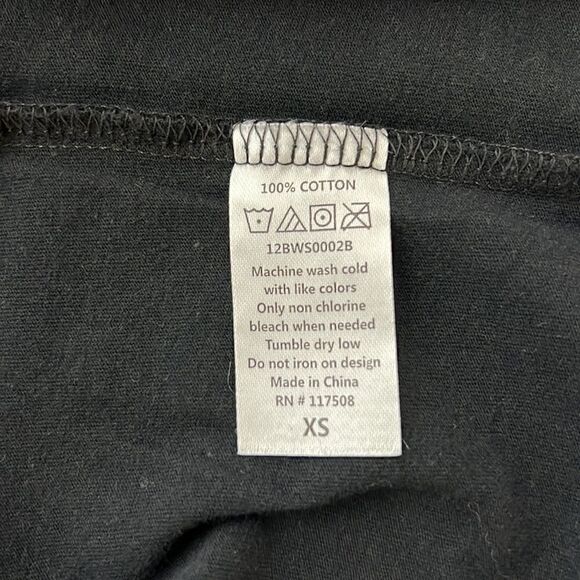 100% COTTON
12BWS0002B
Machine wash cold
with like colors
Only non chlorine
bleach when needed
Tumble dry low
Do not iron on design
Made in China
RN # 117508
XS